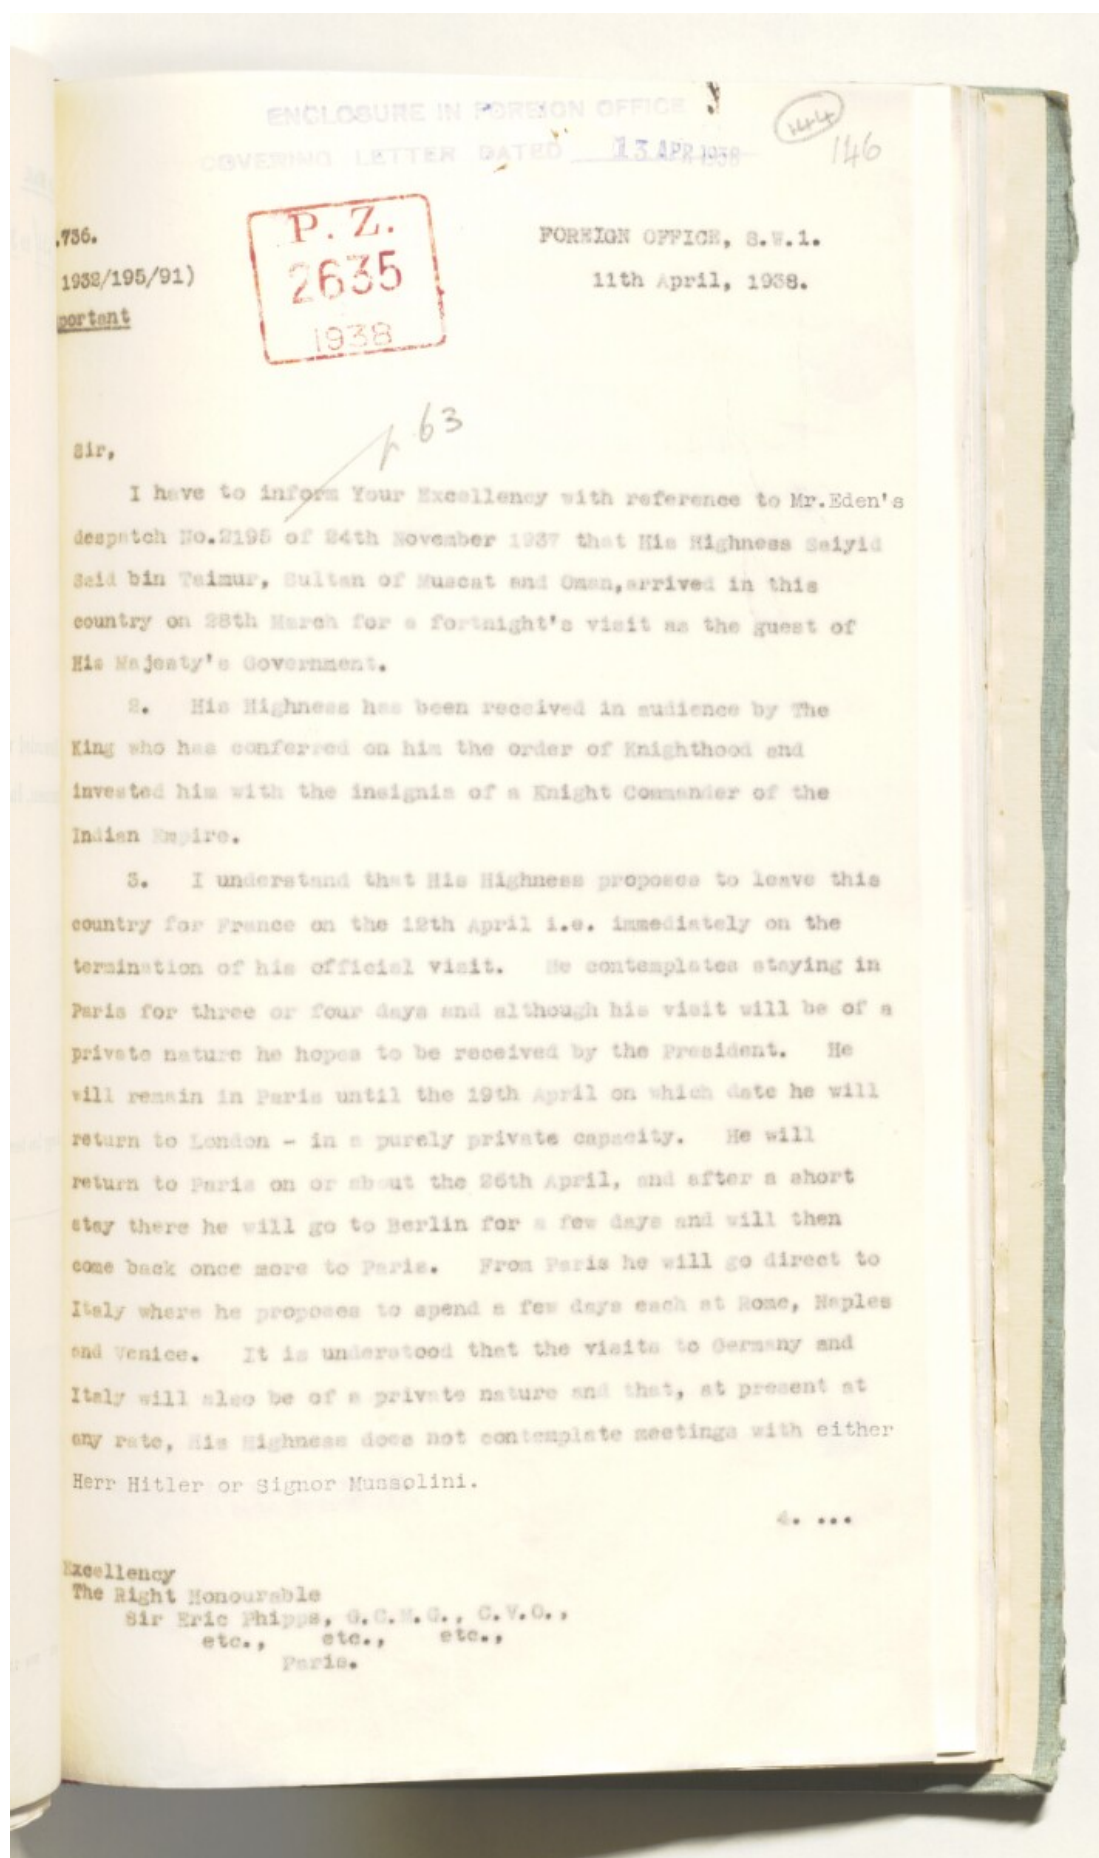 ENCLOSURE IN FOREIGN OFFICE
COVERING LETTER DATED 13 APR 1938
144
146
.736.
P. Z.
2635
1938
FOREIGN OFFICE, S.W.1.
1938/195/91)
11th April, 1938.
portant
p 63
Sir,
I have to inform Your Excellency with reference to Mr.Eden's
despatch No.2195 of 24th November 1937 that His Highness Saiyid
Said bin Taimur, Sultan of Muscat and Oman,arrived in this
country on 28th March for a fortnight's visit as the guest of
His Majesty's Government.
2. His Highness has been received in audience by The
King who has conferred on him the order of Knighthood and
invested him with the insignia of a Knight Commander of the
Indian Empire.
3. I understand that His Highness proposes to leave this
country for France on the 12th April i.e. immediately on the
termination of his official visit. He contemplates staying in
Paris for three or four days and although his visit will be of a
private nature he hopes to be received by the President. He
will remain in Paris until the 19th April on which date he will
return to London - in a purely private capacity. He will
return to Paris on or about the 26th April, and after a short
stay there he will go to Berlin for a few days and will then
come back once more to Paris. From Paris he will go direct to
Italy where he proposes to spend a few days each at Rome, Naples
and Venice. It is understood that the visits to Germany and
Italy will also be of a private nature and that, at present at
any rate, His Highness does not contemplate meetings with either
Herr Hitler or Signor Mussolini.
4. ...
Excellency
The Right Honourable
Sir Eric Phipps, G.C.M.G., C.V.O.,
etc., etc., etc.,
Paris.